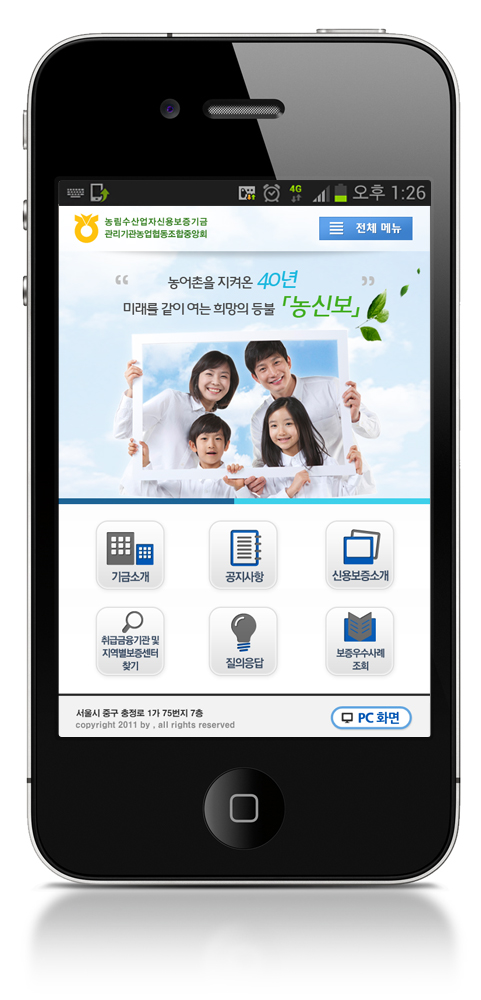 4G
오후 1:26
농림수산업자신용보증기금
관리기관농업협동조합중앙회
전체 메뉴
“ 농어촌을 지켜온 40년 ”
미래를 같이 여는 희망의 등불 「농신보」
기금소개
공지사항
신용보증소개
취급금융기관 및
지역별보증센터
찾기
질의응답
보증우수사례
조회
서울시 중구 충정로 1가 75번지 7층
copyright 2011 by , all rights reserved
PC 화면